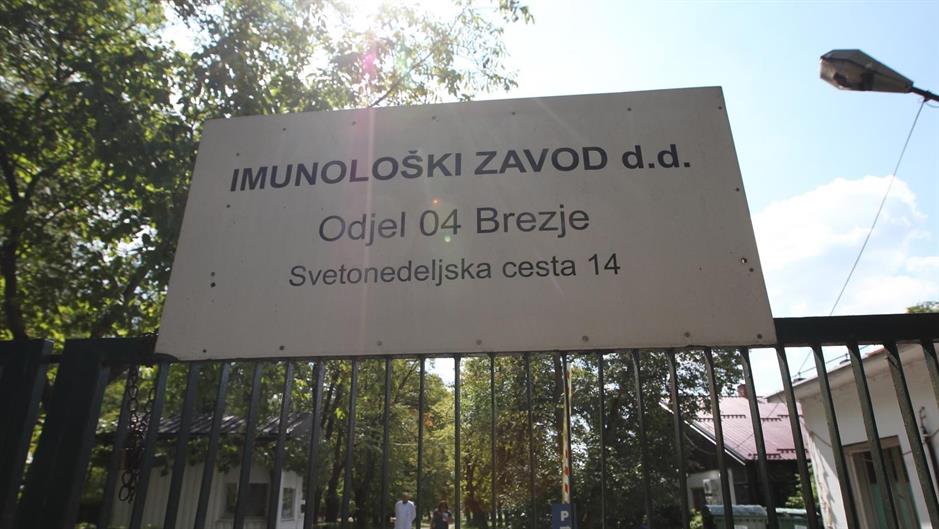 IMUNOLOŠKI ZAVOD d.d.
Odjel 04 Brezje
Svetonedeljska cesta 14
P